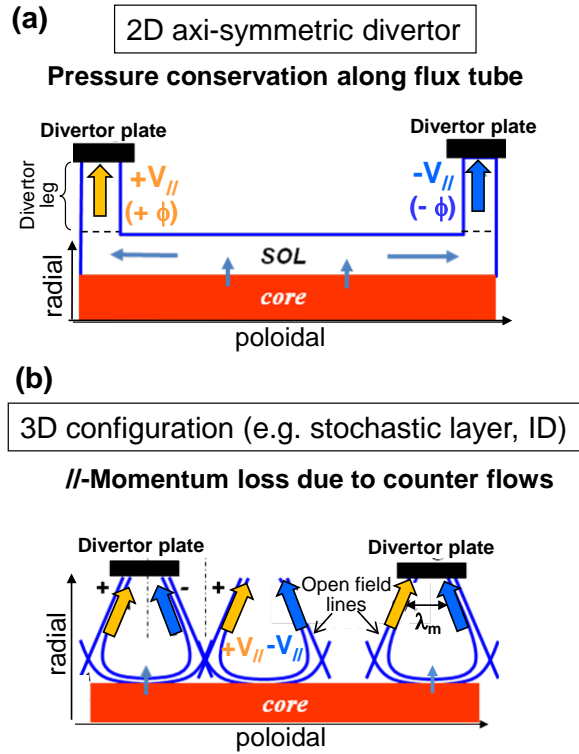 (a)
2D axi-symmetric divertor
Pressure conservation along flux tube
Divertor plate
Divertor plate
Divertor
leg
+V//
(+ ϕ)
-V//
(- ϕ)
SOL
radial
core
poloidal
(b)
3D configuration (e.g. stochastic layer, ID)
//-Momentum loss due to counter flows
Divertor plate
Divertor plate
+ - +
Open field
lines
λm
+V// -V//
radial
core
poloidal